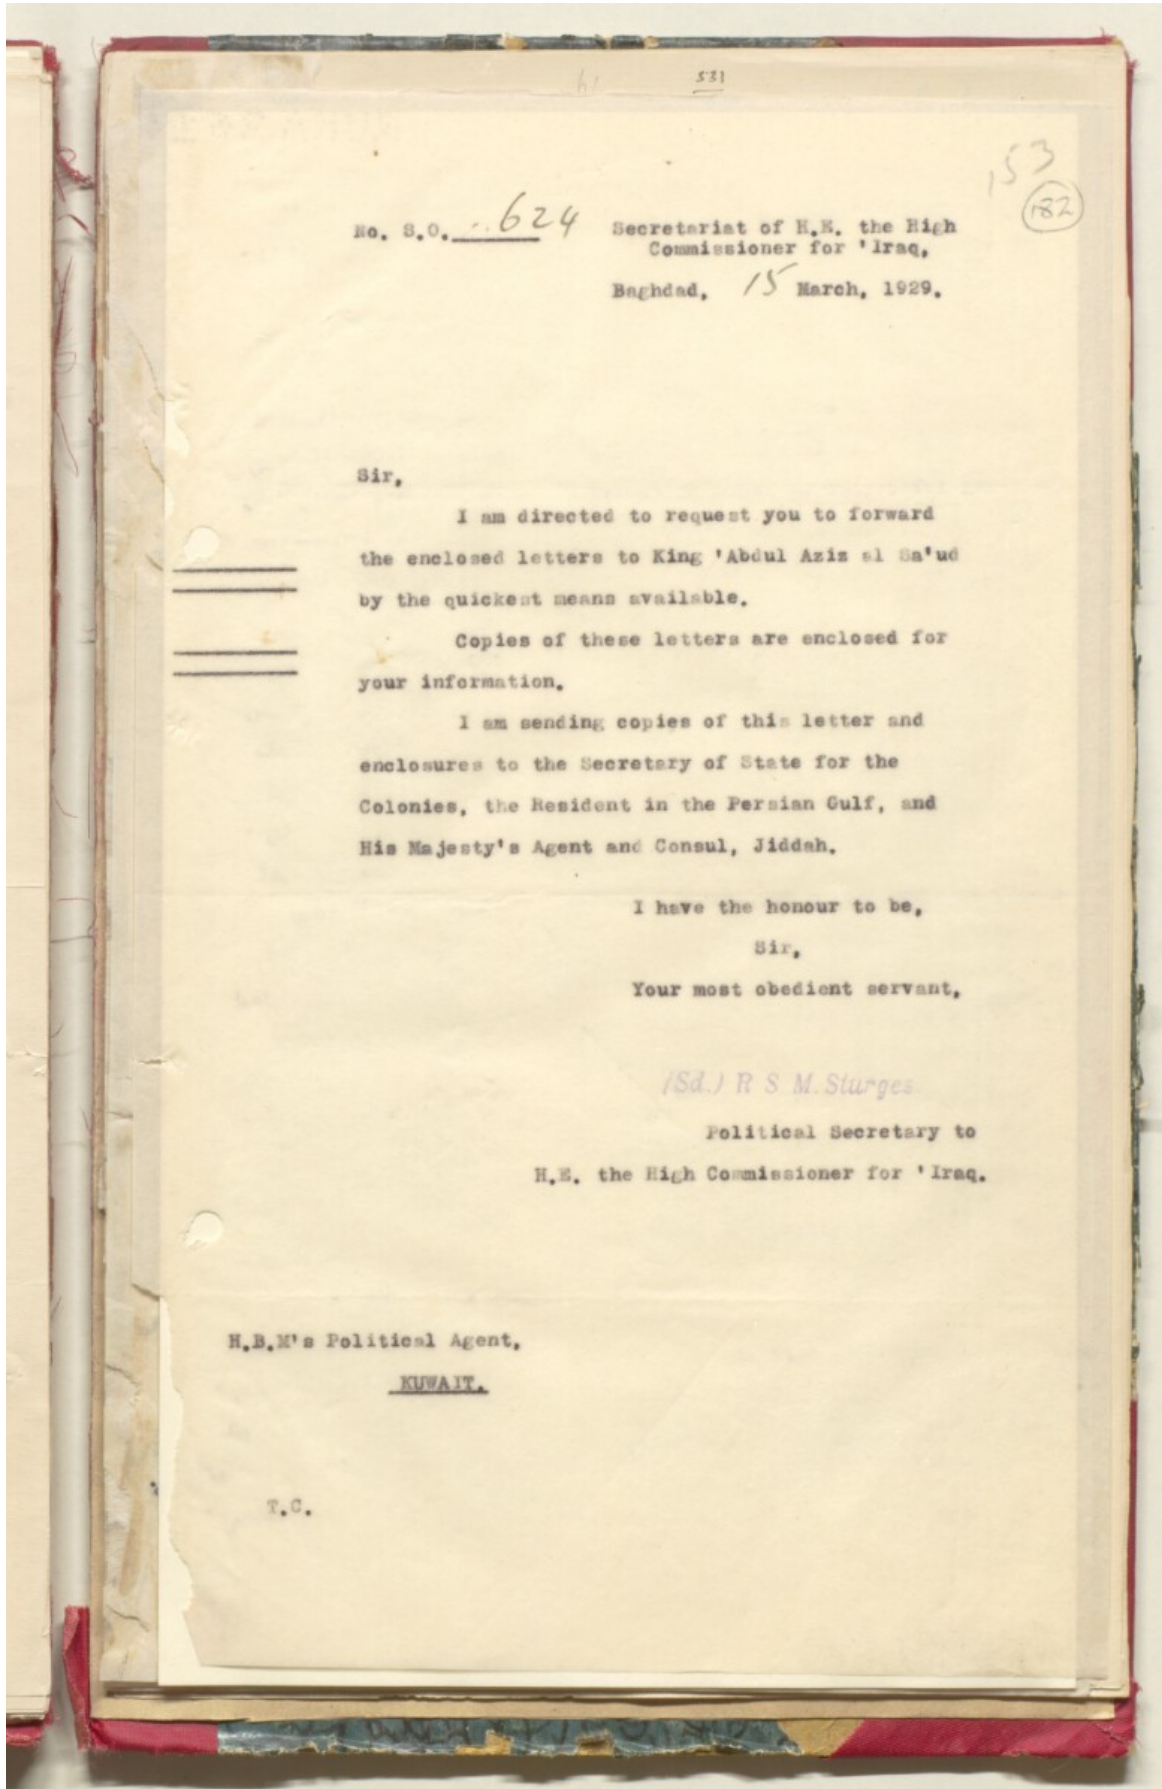 531
153
182
No. S.O. 624 Secretariat of H.E. the High
Commissioner for 'Iraq,
Baghdad, 15 March, 1929.
Sir,
I am directed to request you to forward
the enclosed letters to King 'Abdul Aziz al Sa'ud
by the quickest means available.
Copies of these letters are enclosed for
your information.
I am sending copies of this letter and
enclosures to the Secretary of State for the
Colonies, the Resident in the Persian Gulf, and
His Majesty's Agent and Consul, Jiddah.
I have the honour to be,
Sir,
Your most obedient servant,
(Sd.) R S M. Sturges
Political Secretary to
H.E. the High Commissioner for 'Iraq.
H.B.M's Political Agent,
KUWAIT.
T.C.